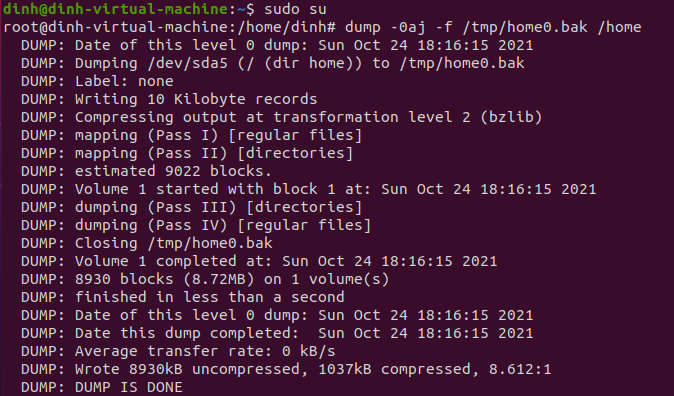 dinh@dinh-virtual-machine:~$ sudo su
root@dinh-virtual-machine:/home/dinh# dump -0aj -f /tmp/home0.bak /home
  DUMP: Date of this level 0 dump: Sun Oct 24 18:16:15 2021
  DUMP: Dumping /dev/sda5 (/ (dir home)) to /tmp/home0.bak
  DUMP: Label: none
  DUMP: Writing 10 Kilobyte records
  DUMP: Compressing output at transformation level 2 (bzlib)
  DUMP: mapping (Pass I) [regular files]
  DUMP: mapping (Pass II) [directories]
  DUMP: estimated 9022 blocks.
  DUMP: Volume 1 started with block 1 at: Sun Oct 24 18:16:15 2021
  DUMP: dumping (Pass III) [directories]
  DUMP: dumping (Pass IV) [regular files]
  DUMP: Closing /tmp/home0.bak
  DUMP: Volume 1 completed at: Sun Oct 24 18:16:15 2021
  DUMP: 8930 blocks (8.72MB) on 1 volume(s)
  DUMP: finished in less than a second
  DUMP: Date of this level 0 dump: Sun Oct 24 18:16:15 2021
  DUMP: Date this dump completed:  Sun Oct 24 18:16:15 2021
  DUMP: Average transfer rate: 0 kB/s
  DUMP: Wrote 8930kB uncompressed, 1037kB compressed, 8.612:1
  DUMP: DUMP IS DONE